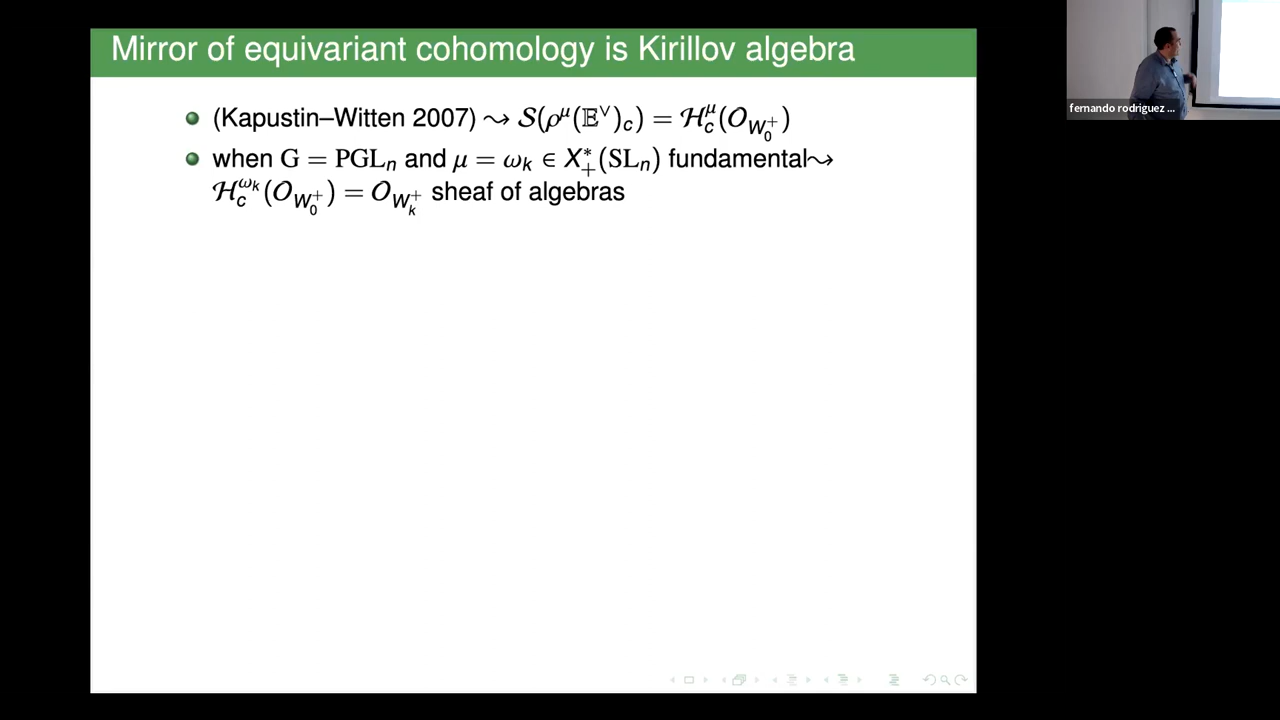 Mirror of equivariant cohomology is Kirillov algebra
(Kapustin–Witten 2007) ⤳ 𝒮(ρ^μ(𝔼^∨)_c) = ℋ_c^μ(𝒪_{W_0^+})
when G = PGL_n and μ = ω_k ∈ X_+^*(SL_n) fundamental⤳
ℋ_c^{ω_k}(𝒪_{W_0^+}) = 𝒪_{W_k^+} sheaf of algebras
fernando rodriguez ...